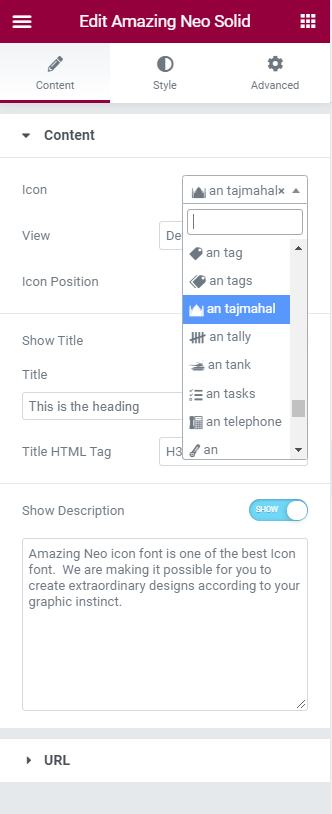 Edit Amazing Neo Solid
Content
Style
Advanced
Content
Icon
an tajmahal×
View
De
an tag
an tags
Icon Position
an tajmahal
an tally
Show Title
an tank
Title
an tasks
This is the heading
an telephone
Title HTML Tag
H3
an
Show Description
SHOW
Amazing Neo icon font is one of the best Icon
font.  We are making it possible for you to
create extraordinary designs according to your
graphic instinct.
URL